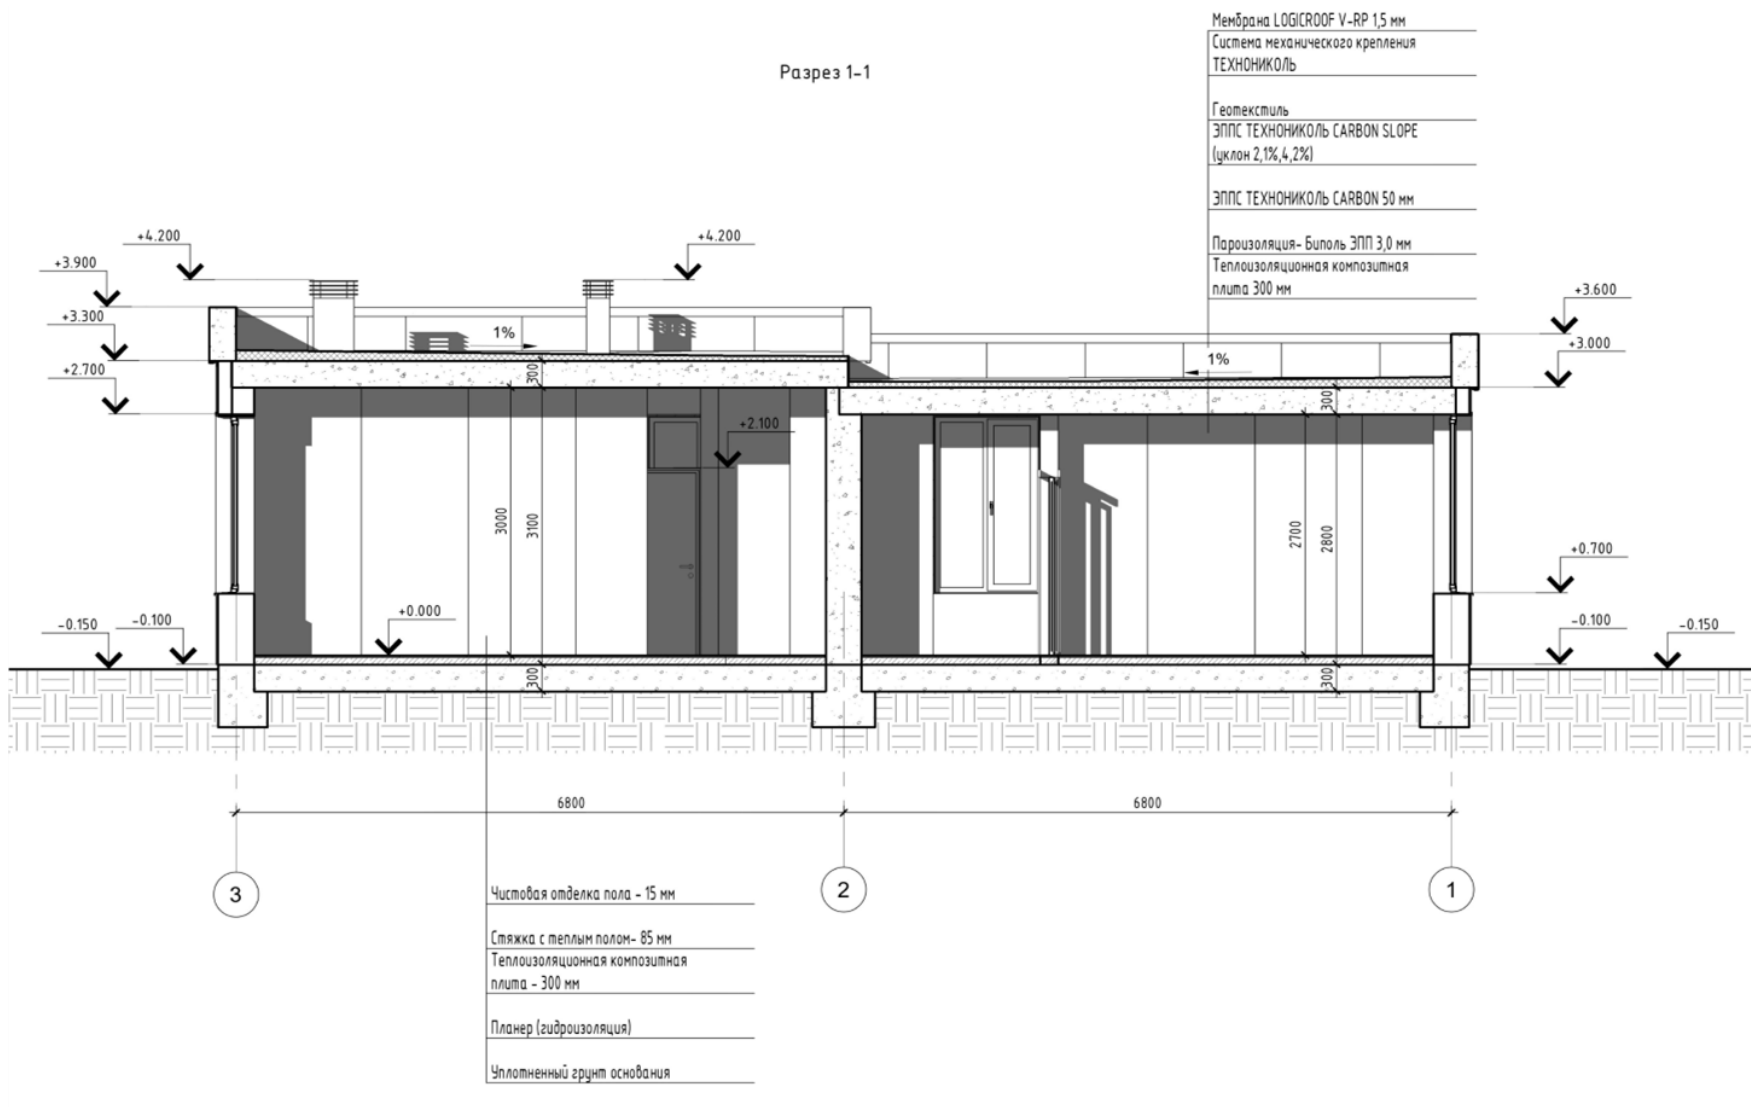 Разрез 1-1
Мембрана LOGICROOF V-RP 1,5 мм
Система механического крепления
ТЕХНОНИКОЛЬ
Геотекстиль
ЭППС ТЕХНОНИКОЛЬ CARBON SLOPE
(уклон 2,1%,4,2%)
ЭППС ТЕХНОНИКОЛЬ CARBON 50 мм
Пароизоляция- Биполь ЭПП 3,0 мм
Теплоизоляционная композитная
плита 300 мм
+4.200
+4.200
+3.900
+3.300
+2.700
+3.600
+3.000
1%
1%
300
300
+2.100
3000
3100
2700
2800
+0.700
+0.000
-0.150
-0.100
-0.100
-0.150
300
300
6800
6800
3
2
1
Чистовая отделка пола - 15 мм
Стяжка с теплым полом- 85 мм
Теплоизоляционная композитная
плита - 300 мм
Планер (гидроизоляция)
Уплотненный грунт основания